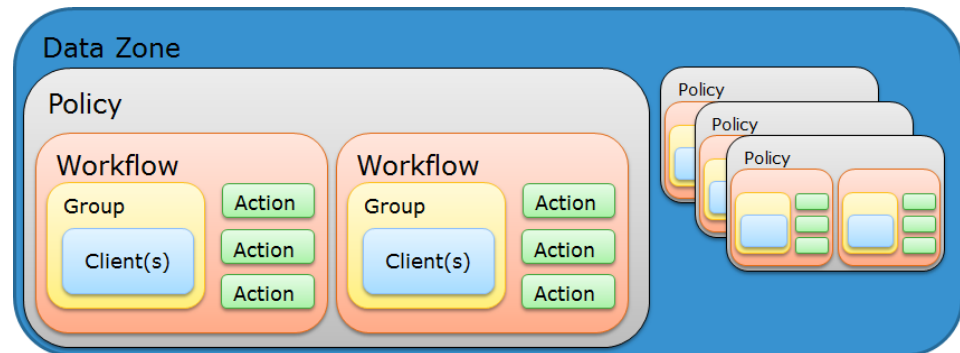 Data Zone
Policy
Workflow
Group
Client(s)
Action
Action
Action
Workflow
Group
Client(s)
Action
Action
Action
Policy
Policy
Policy